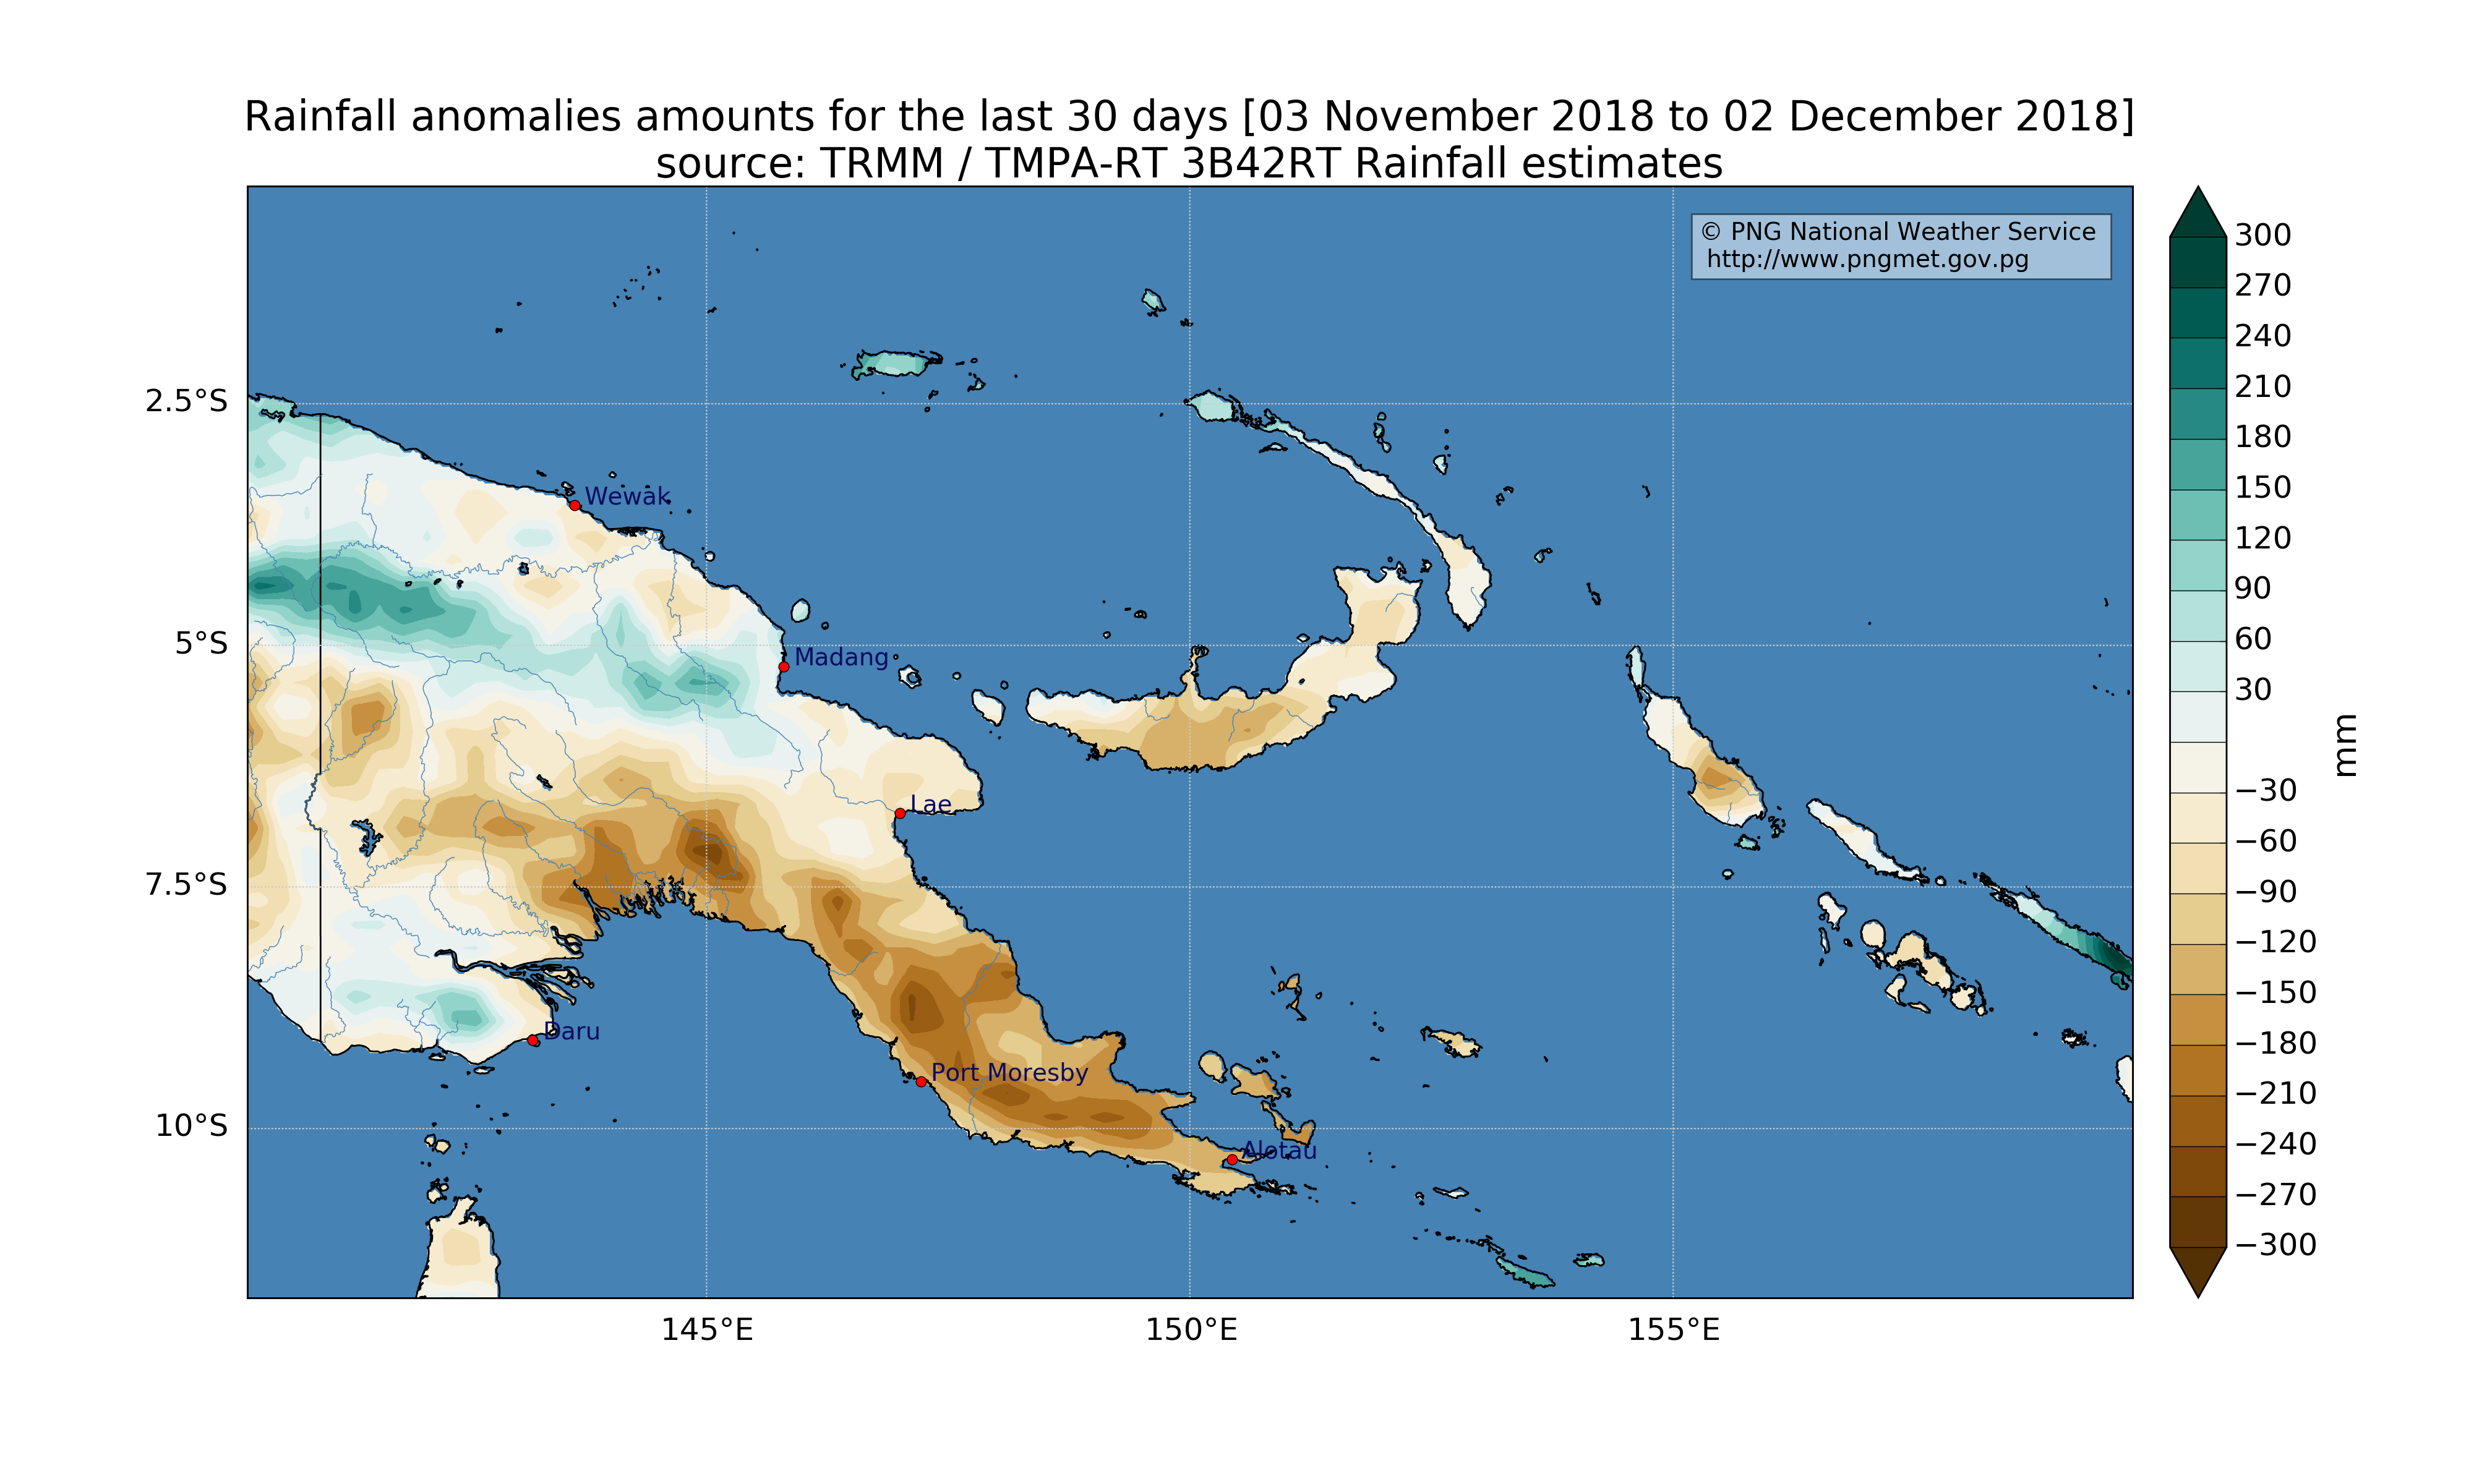 Rainfall anomalies amounts for the last 30 days [03 November 2018 to 02 December 2018]
source: TRMM / TMPA-RT 3B42RT Rainfall estimates
© PNG National Weather Service
http://www.pngmet.gov.pg
2.5°S
5°S
7.5°S
10°S
Wewak
Madang
Lae
Daru
Port Moresby
Alotau
145°E
150°E
155°E
300
270
240
210
180
150
120
90
60
30
−30
−60
−90
−120
−150
−180
−210
−240
−270
−300
mm